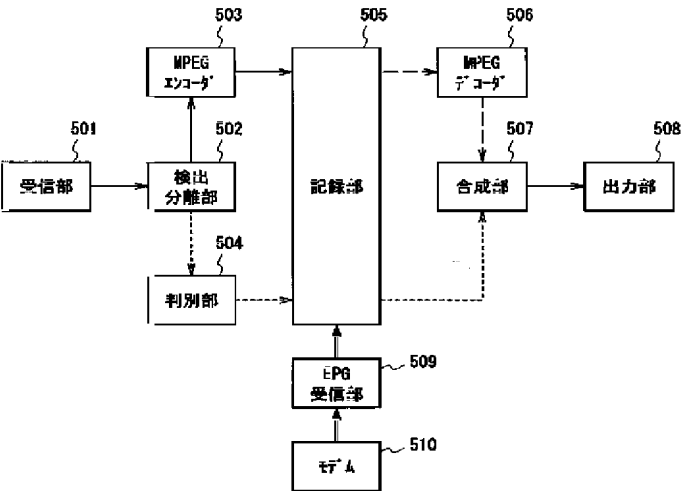 503
505
506
MPEG
エンコーダ
MPEG
デコーダ
501
502
507
508
受信部
検出
分離部
記録部
合成部
出力部
504
判別部
EPG
受信部
509
モデム
510